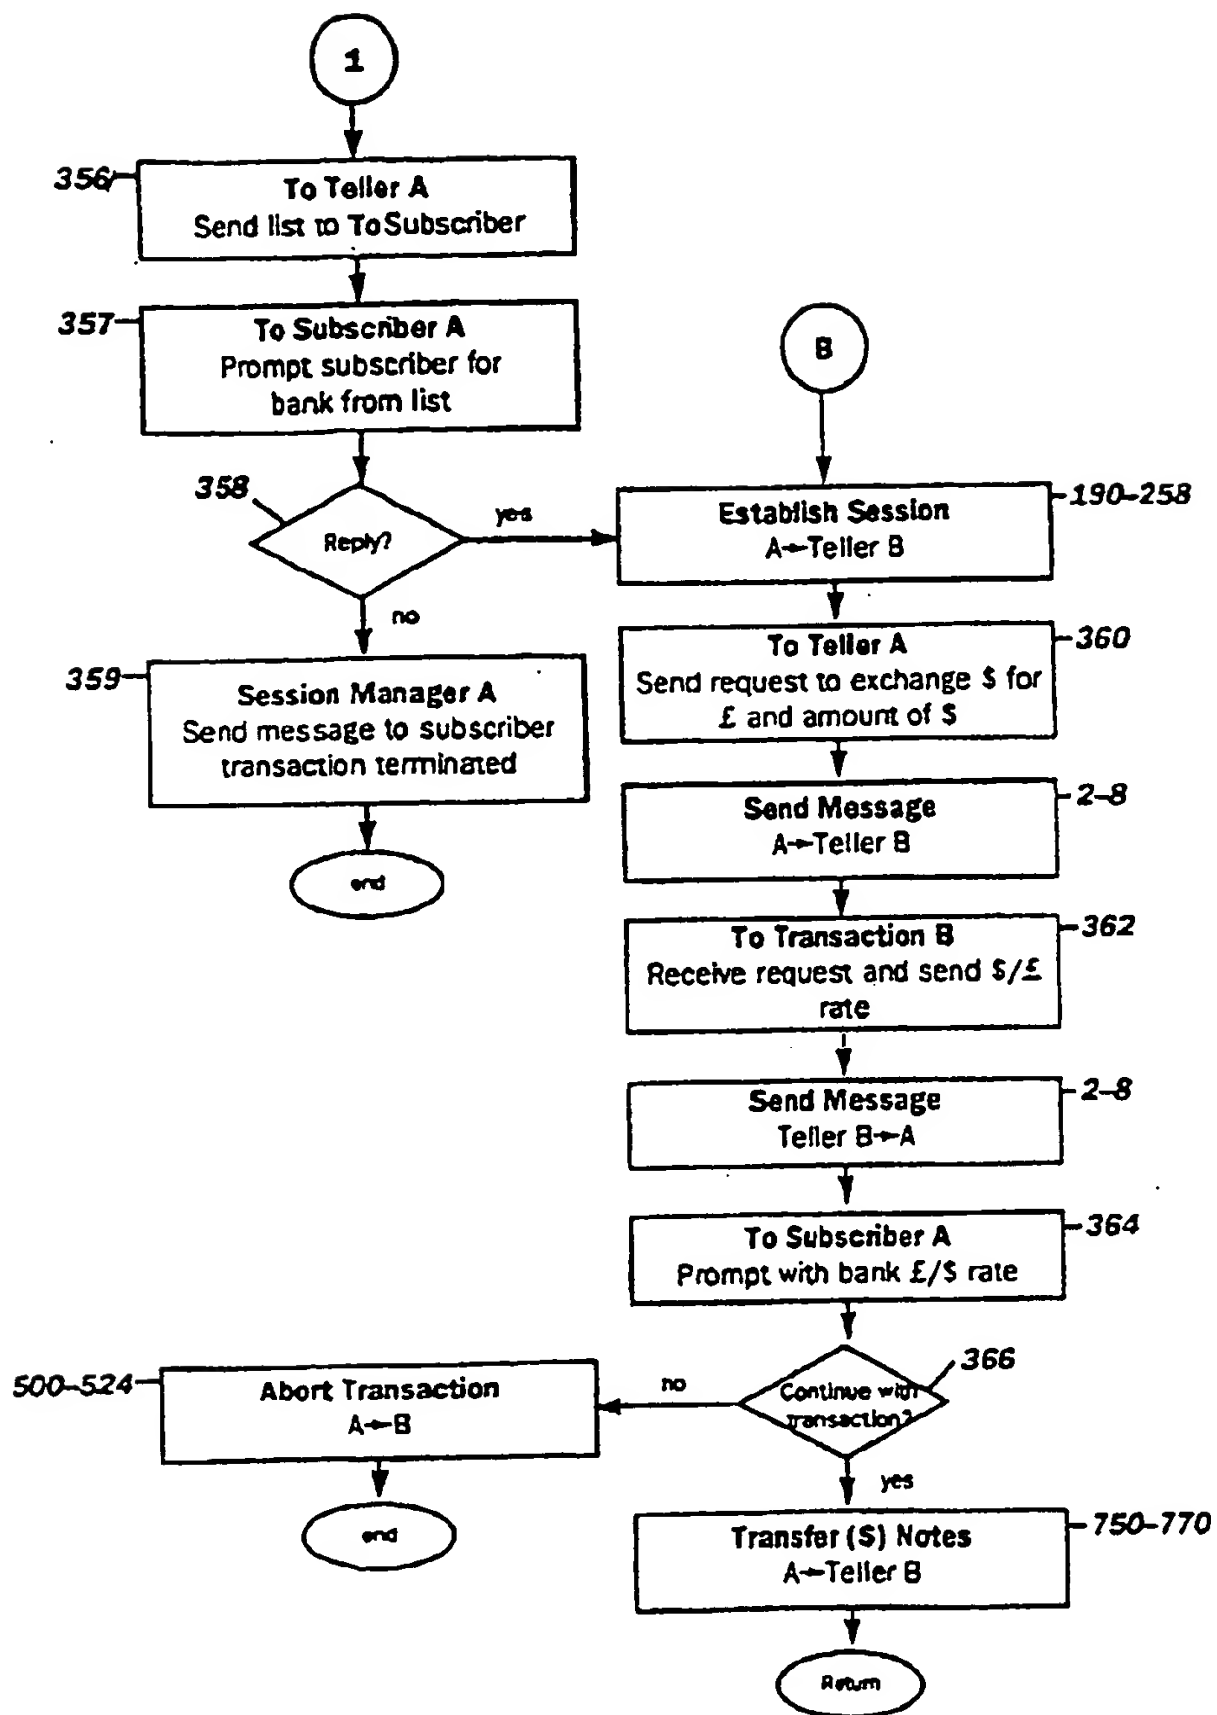 1
356
To Teller A
Send list to To Subscriber
357
To Subscriber A
Prompt subscriber for
bank from list
358
Reply?
yes
no
359
Session Manager A
Send message to subscriber
transaction terminated
end
B
190-258
Establish Session
A→Teller B
360
To Teller A
Send request to exchange $ for
£ and amount of $
2-8
Send Message
A→Teller B
362
To Transaction B
Receive request and send $/£
rate
2-8
Send Message
Teller B→A
364
To Subscriber A
Prompt with bank £/$ rate
366
Continue with
transaction?
no
yes
500-524
Abort Transaction
A→B
end
750-770
Transfer ($) Notes
A→Teller B
Return